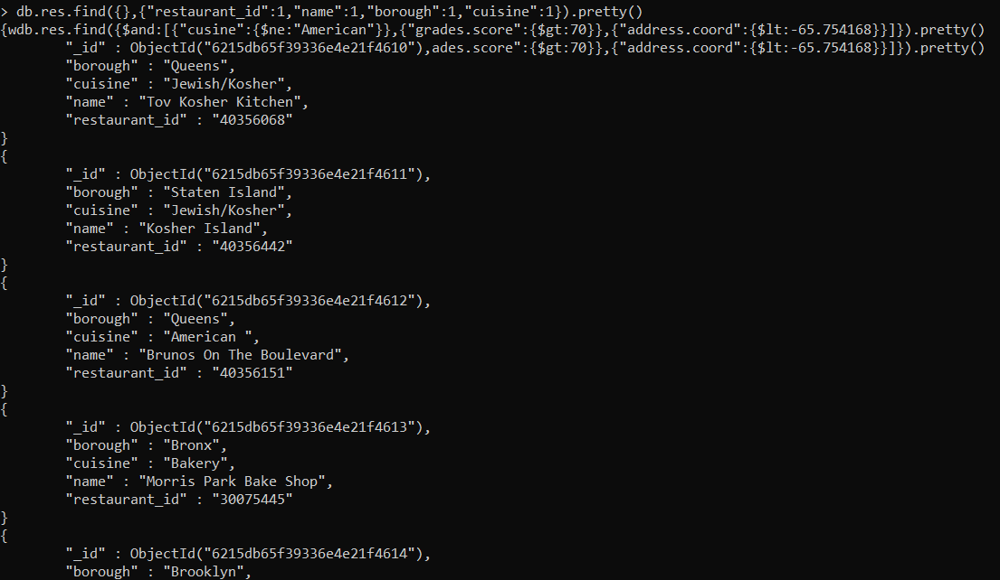 > db.res.find({},{"restaurant_id":1,"name":1,"borough":1,"cuisine":1}).pretty()
{wdb.res.find({$and:[{"cusine":{$ne:"American"}},{"grades.score":{$gt:70}},{"address.coord":{$lt:-65.754168}}]}).pretty()
"_id" : ObjectId("6215db65f39336e4e21f4610"),ades.score":{$gt:70}},{"address.coord":{$lt:-65.754168}}]}).pretty()
"borough" : "Queens",
"cuisine" : "Jewish/Kosher",
"name" : "Tov Kosher Kitchen",
"restaurant_id" : "40356068"
}
{
"_id" : ObjectId("6215db65f39336e4e21f4611"),
"borough" : "Staten Island",
"cuisine" : "Jewish/Kosher",
"name" : "Kosher Island",
"restaurant_id" : "40356442"
}
{
"_id" : ObjectId("6215db65f39336e4e21f4612"),
"borough" : "Queens",
"cuisine" : "American ",
"name" : "Brunos On The Boulevard",
"restaurant_id" : "40356151"
}
{
"_id" : ObjectId("6215db65f39336e4e21f4613"),
"borough" : "Bronx",
"cuisine" : "Bakery",
"name" : "Morris Park Bake Shop",
"restaurant_id" : "30075445"
}
{
"_id" : ObjectId("6215db65f39336e4e21f4614"),
"borough" : "Brooklyn",